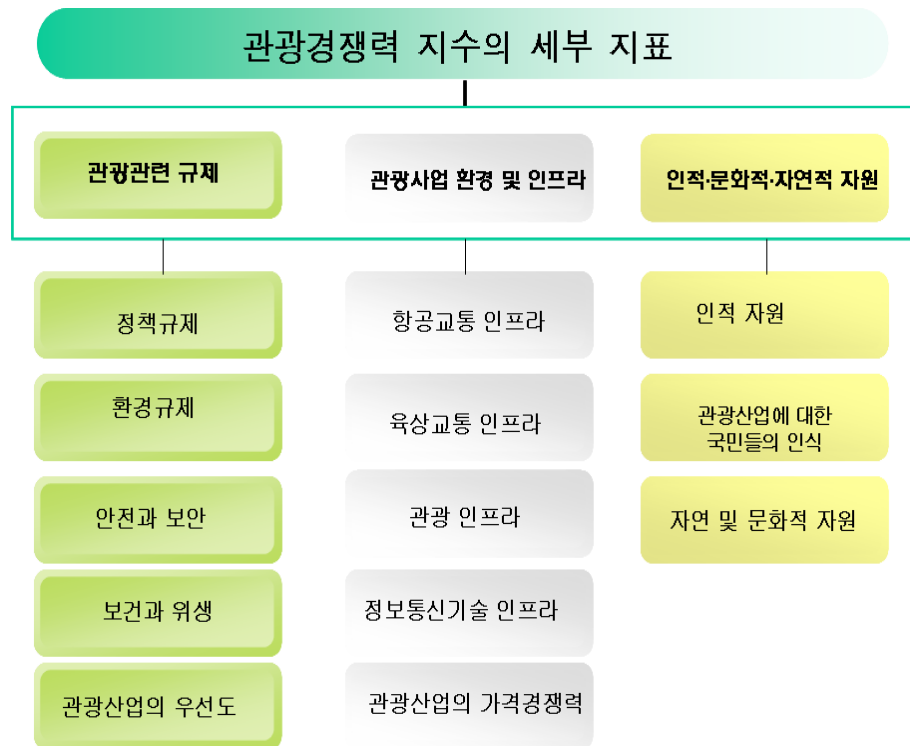 관광경쟁력 지수의 세부 지표
관광관련 규제
관광사업 환경 및 인프라
인적·문화적·자연적 자원
정책규제
항공교통 인프라
인적 자원
환경규제
육상교통 인프라
관광산업에 대한
국민들의 인식
안전과 보안
관광 인프라
자연 및 문화적 자원
보건과 위생
정보통신기술 인프라
관광산업의 우선도
관광산업의 가격경쟁력